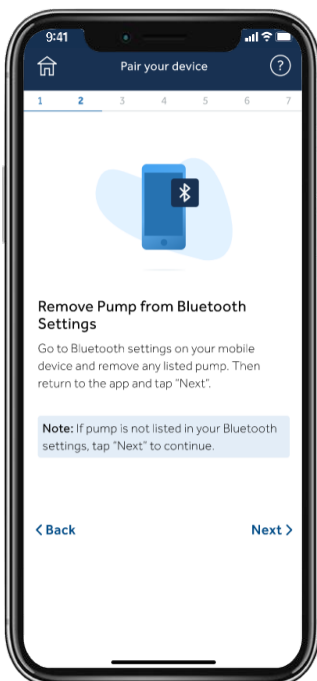 9:41
Pair your device
?
1 2 3 4 5 6 7
Remove Pump from Bluetooth
Settings
Go to Bluetooth settings on your mobile
device and remove any listed pump. Then
return to the app and tap "Next".
Note: If pump is not listed in your Bluetooth
settings, tap "Next" to continue.
< Back Next >